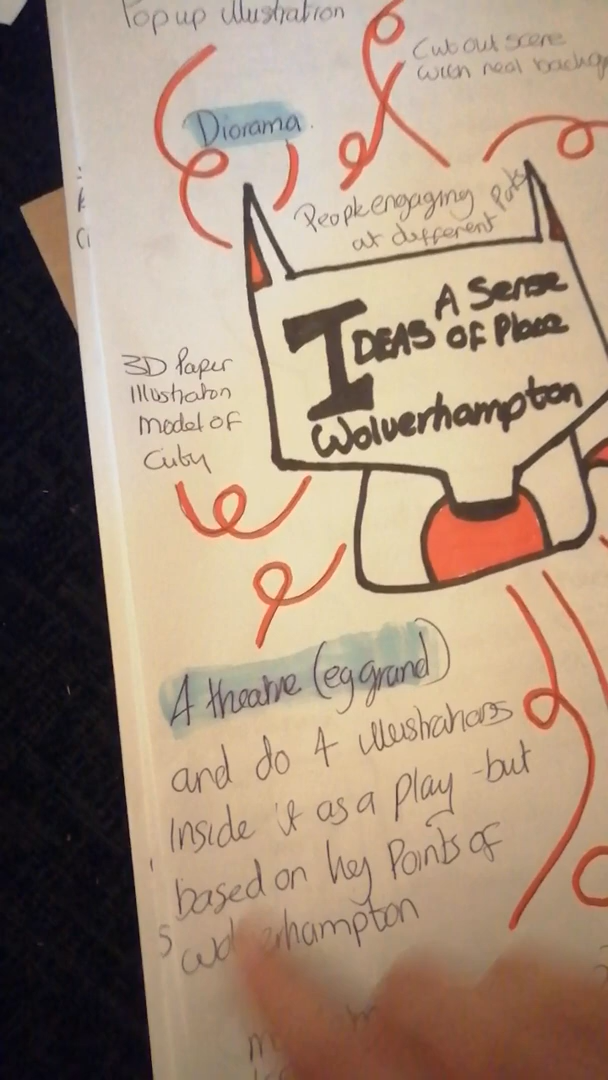 Pop up illustration
Cut out scene
with real backg
Diorama.
People engaging
at different
A Sense
IDEAS OF Place
Wolverhampton
3D Paper
Illustraton
Model of
City
A theatre (eg grand)
and do 4 illustrations
Inside it as a play - but
based on key Points of
Wolverhampton